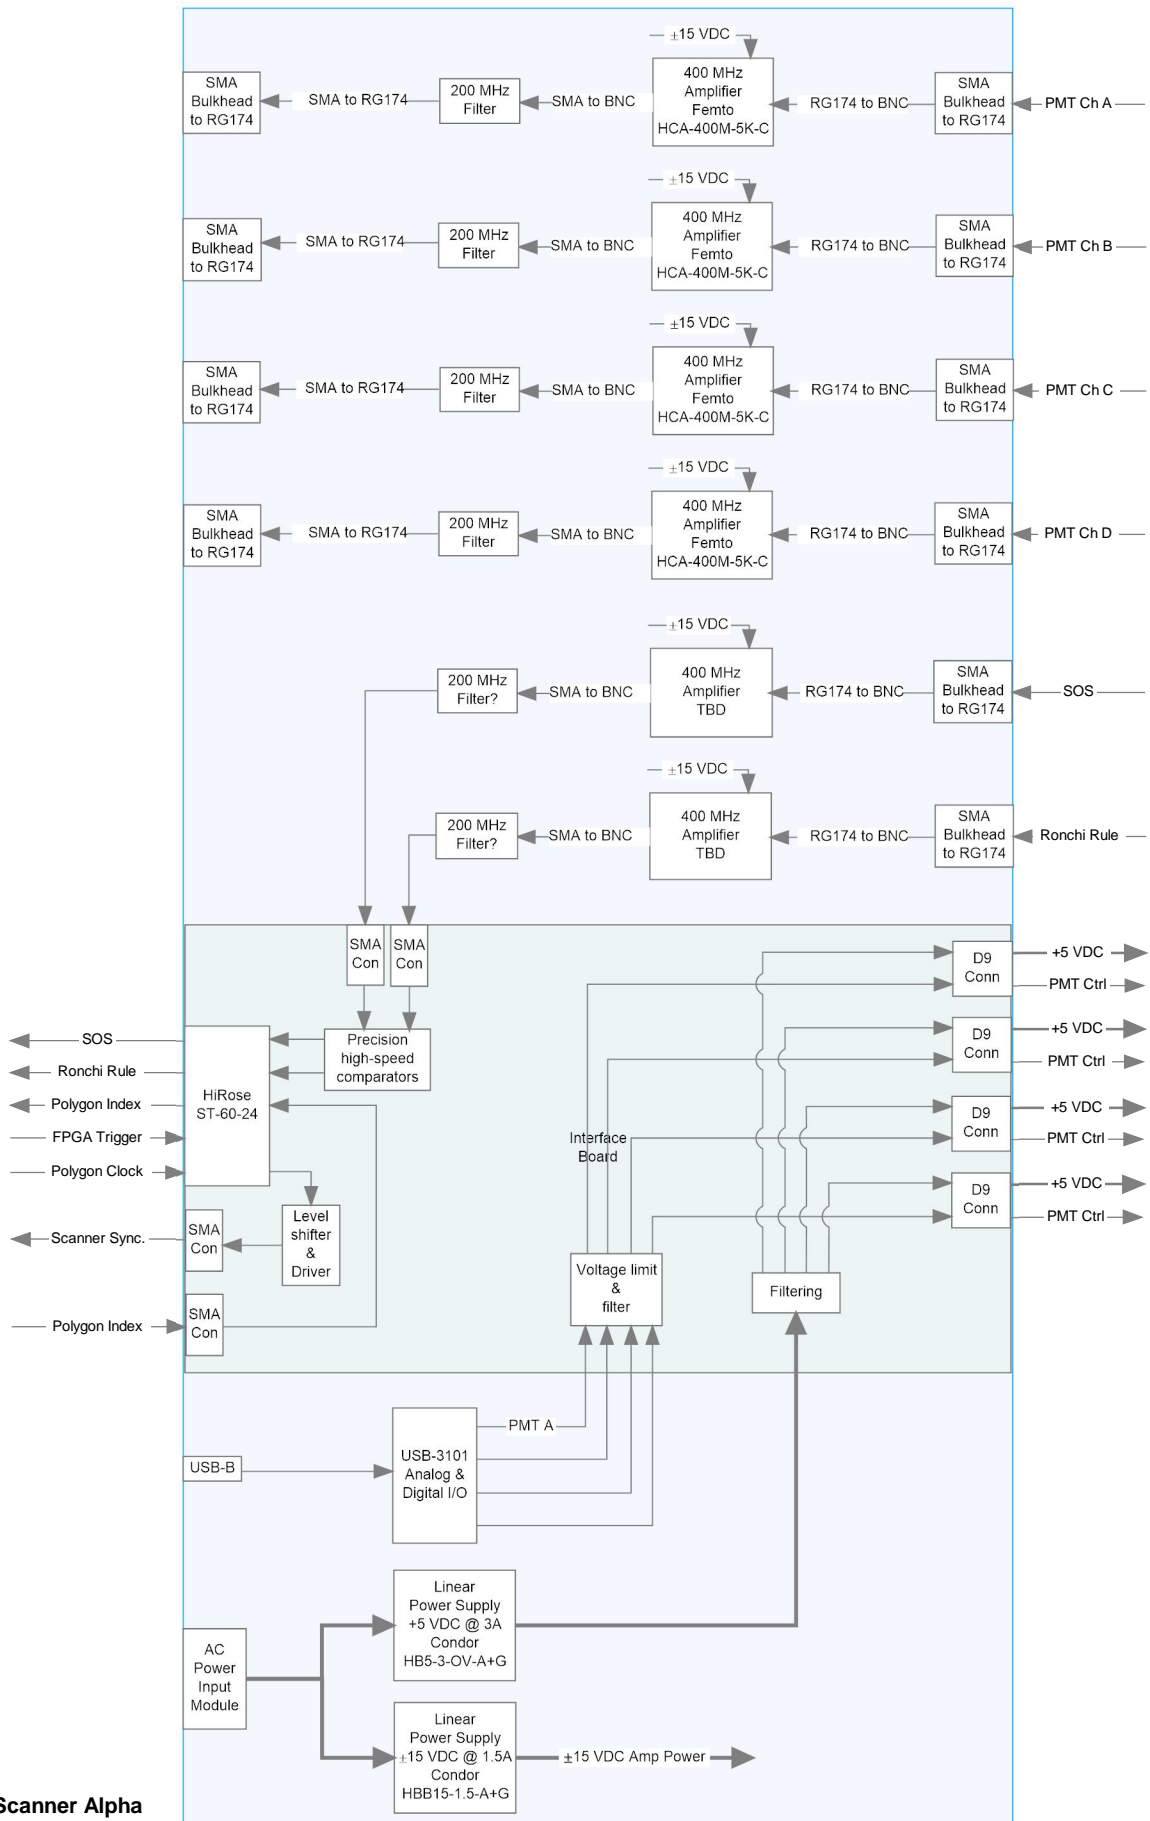 ±15 VDC
SMA
Bulkhead
to RG174
SMA to RG174
200 MHz
Filter
SMA to BNC
400 MHz
Amplifier
Femto
HCA-400M-5K-C
RG174 to BNC
SMA
Bulkhead
to RG174
PMT Ch A
±15 VDC
SMA
Bulkhead
to RG174
SMA to RG174
200 MHz
Filter
SMA to BNC
400 MHz
Amplifier
Femto
HCA-400M-5K-C
RG174 to BNC
SMA
Bulkhead
to RG174
PMT Ch B
±15 VDC
SMA
Bulkhead
to RG174
SMA to RG174
200 MHz
Filter
SMA to BNC
400 MHz
Amplifier
Femto
HCA-400M-5K-C
RG174 to BNC
SMA
Bulkhead
to RG174
PMT Ch C
±15 VDC
SMA
Bulkhead
to RG174
SMA to RG174
200 MHz
Filter
SMA to BNC
400 MHz
Amplifier
Femto
HCA-400M-5K-C
RG174 to BNC
SMA
Bulkhead
to RG174
PMT Ch D
±15 VDC
200 MHz
Filter?
SMA to BNC
400 MHz
Amplifier
TBD
RG174 to BNC
SMA
Bulkhead
to RG174
SOS
±15 VDC
200 MHz
Filter?
SMA to BNC
400 MHz
Amplifier
TBD
RG174 to BNC
SMA
Bulkhead
to RG174
Ronchi Rule
SMA
Con
SMA
Con
D9
Conn
+5 VDC
PMT Ctrl
SOS
Ronchi Rule
Polygon Index
FPGA Trigger
Polygon Clock
HiRose
ST-60-24
Precision
high-speed
comparators
D9
Conn
+5 VDC
PMT Ctrl
Interface
Board
D9
Conn
+5 VDC
PMT Ctrl
D9
Conn
+5 VDC
PMT Ctrl
Scanner Sync.
SMA
Con
Level
shifter
&
Driver
Voltage limit
&
filter
Filtering
Polygon Index
SMA
Con
PMT A
USB-B
USB-3101
Analog &
Digital I/O
AC
Power
Input
Module
Linear
Power Supply
+5 VDC @ 3A
Condor
HB5-3-OV-A+G
Linear
Power Supply
±15 VDC @ 1.5A
Condor
HBB15-1.5-A+G
±15 VDC Amp Power
Scanner Alpha